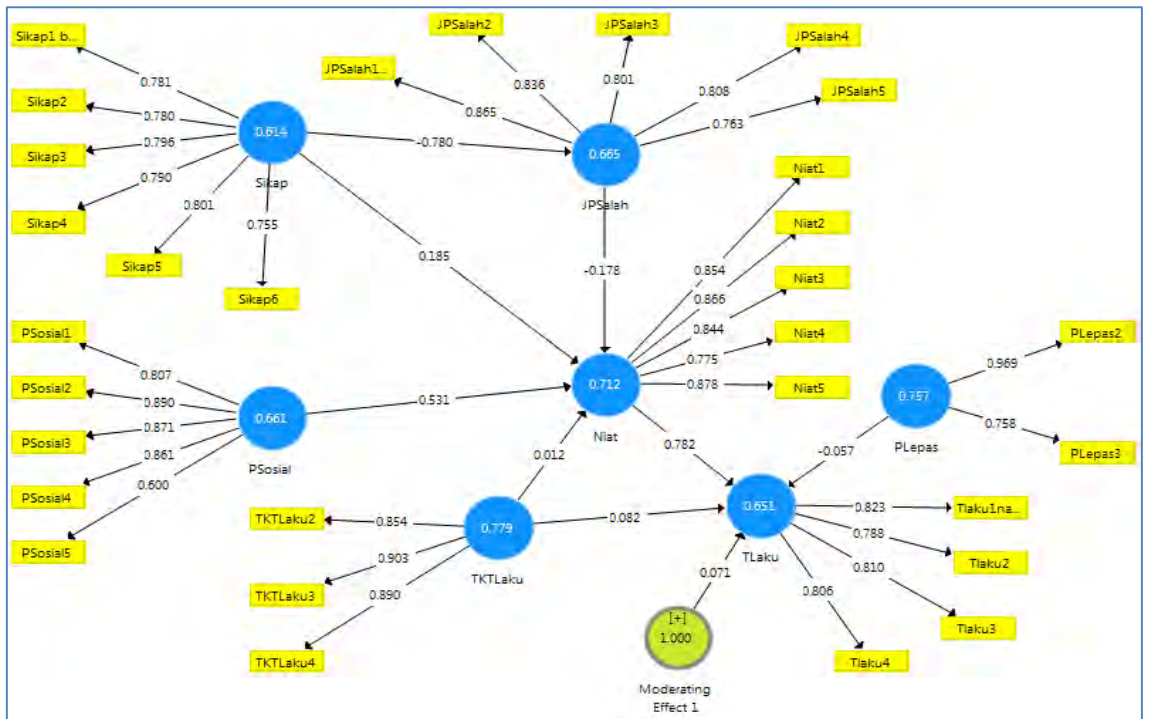 Sikap1 b...
Sikap2
Sikap3
Sikap4
Sikap5
Sikap6
0.781
0.780
0.796
0.790
0.801
0.755
0.614
Sikap
-0.780
0.185
JPSalah1...
JPSalah2
JPSalah3
JPSalah4
JPSalah5
0.865
0.836
0.801
0.808
0.763
0.665
JPSalah
-0.178
Niat1
Niat2
Niat3
Niat4
Niat5
0.854
0.866
0.844
0.775
0.878
0.712
Niat
0.782
PSosial1
PSosial2
PSosial3
PSosial4
PSosial5
0.807
0.890
0.871
0.861
0.600
0.661
PSosial
0.531
0.012
TKTLaku2
TKTLaku3
TKTLaku4
0.854
0.903
0.890
0.779
TKTLaku
0.082
PLepas2
PLepas3
0.969
0.758
0.757
PLepas
-0.057
0.651
TLaku
0.823
0.788
0.810
0.806
Tlaku1na...
Tlaku2
Tlaku3
Tlaku4
0.071
[+]
1.000
Moderating
Effect 1